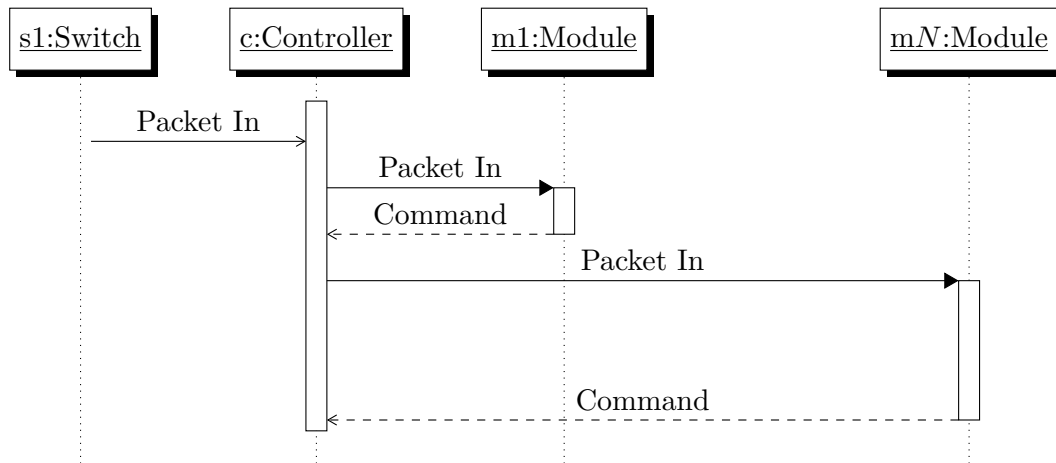 s1:Switch
c:Controller
m1:Module
mN:Module
Packet In
Packet In
Command
Packet In
Command